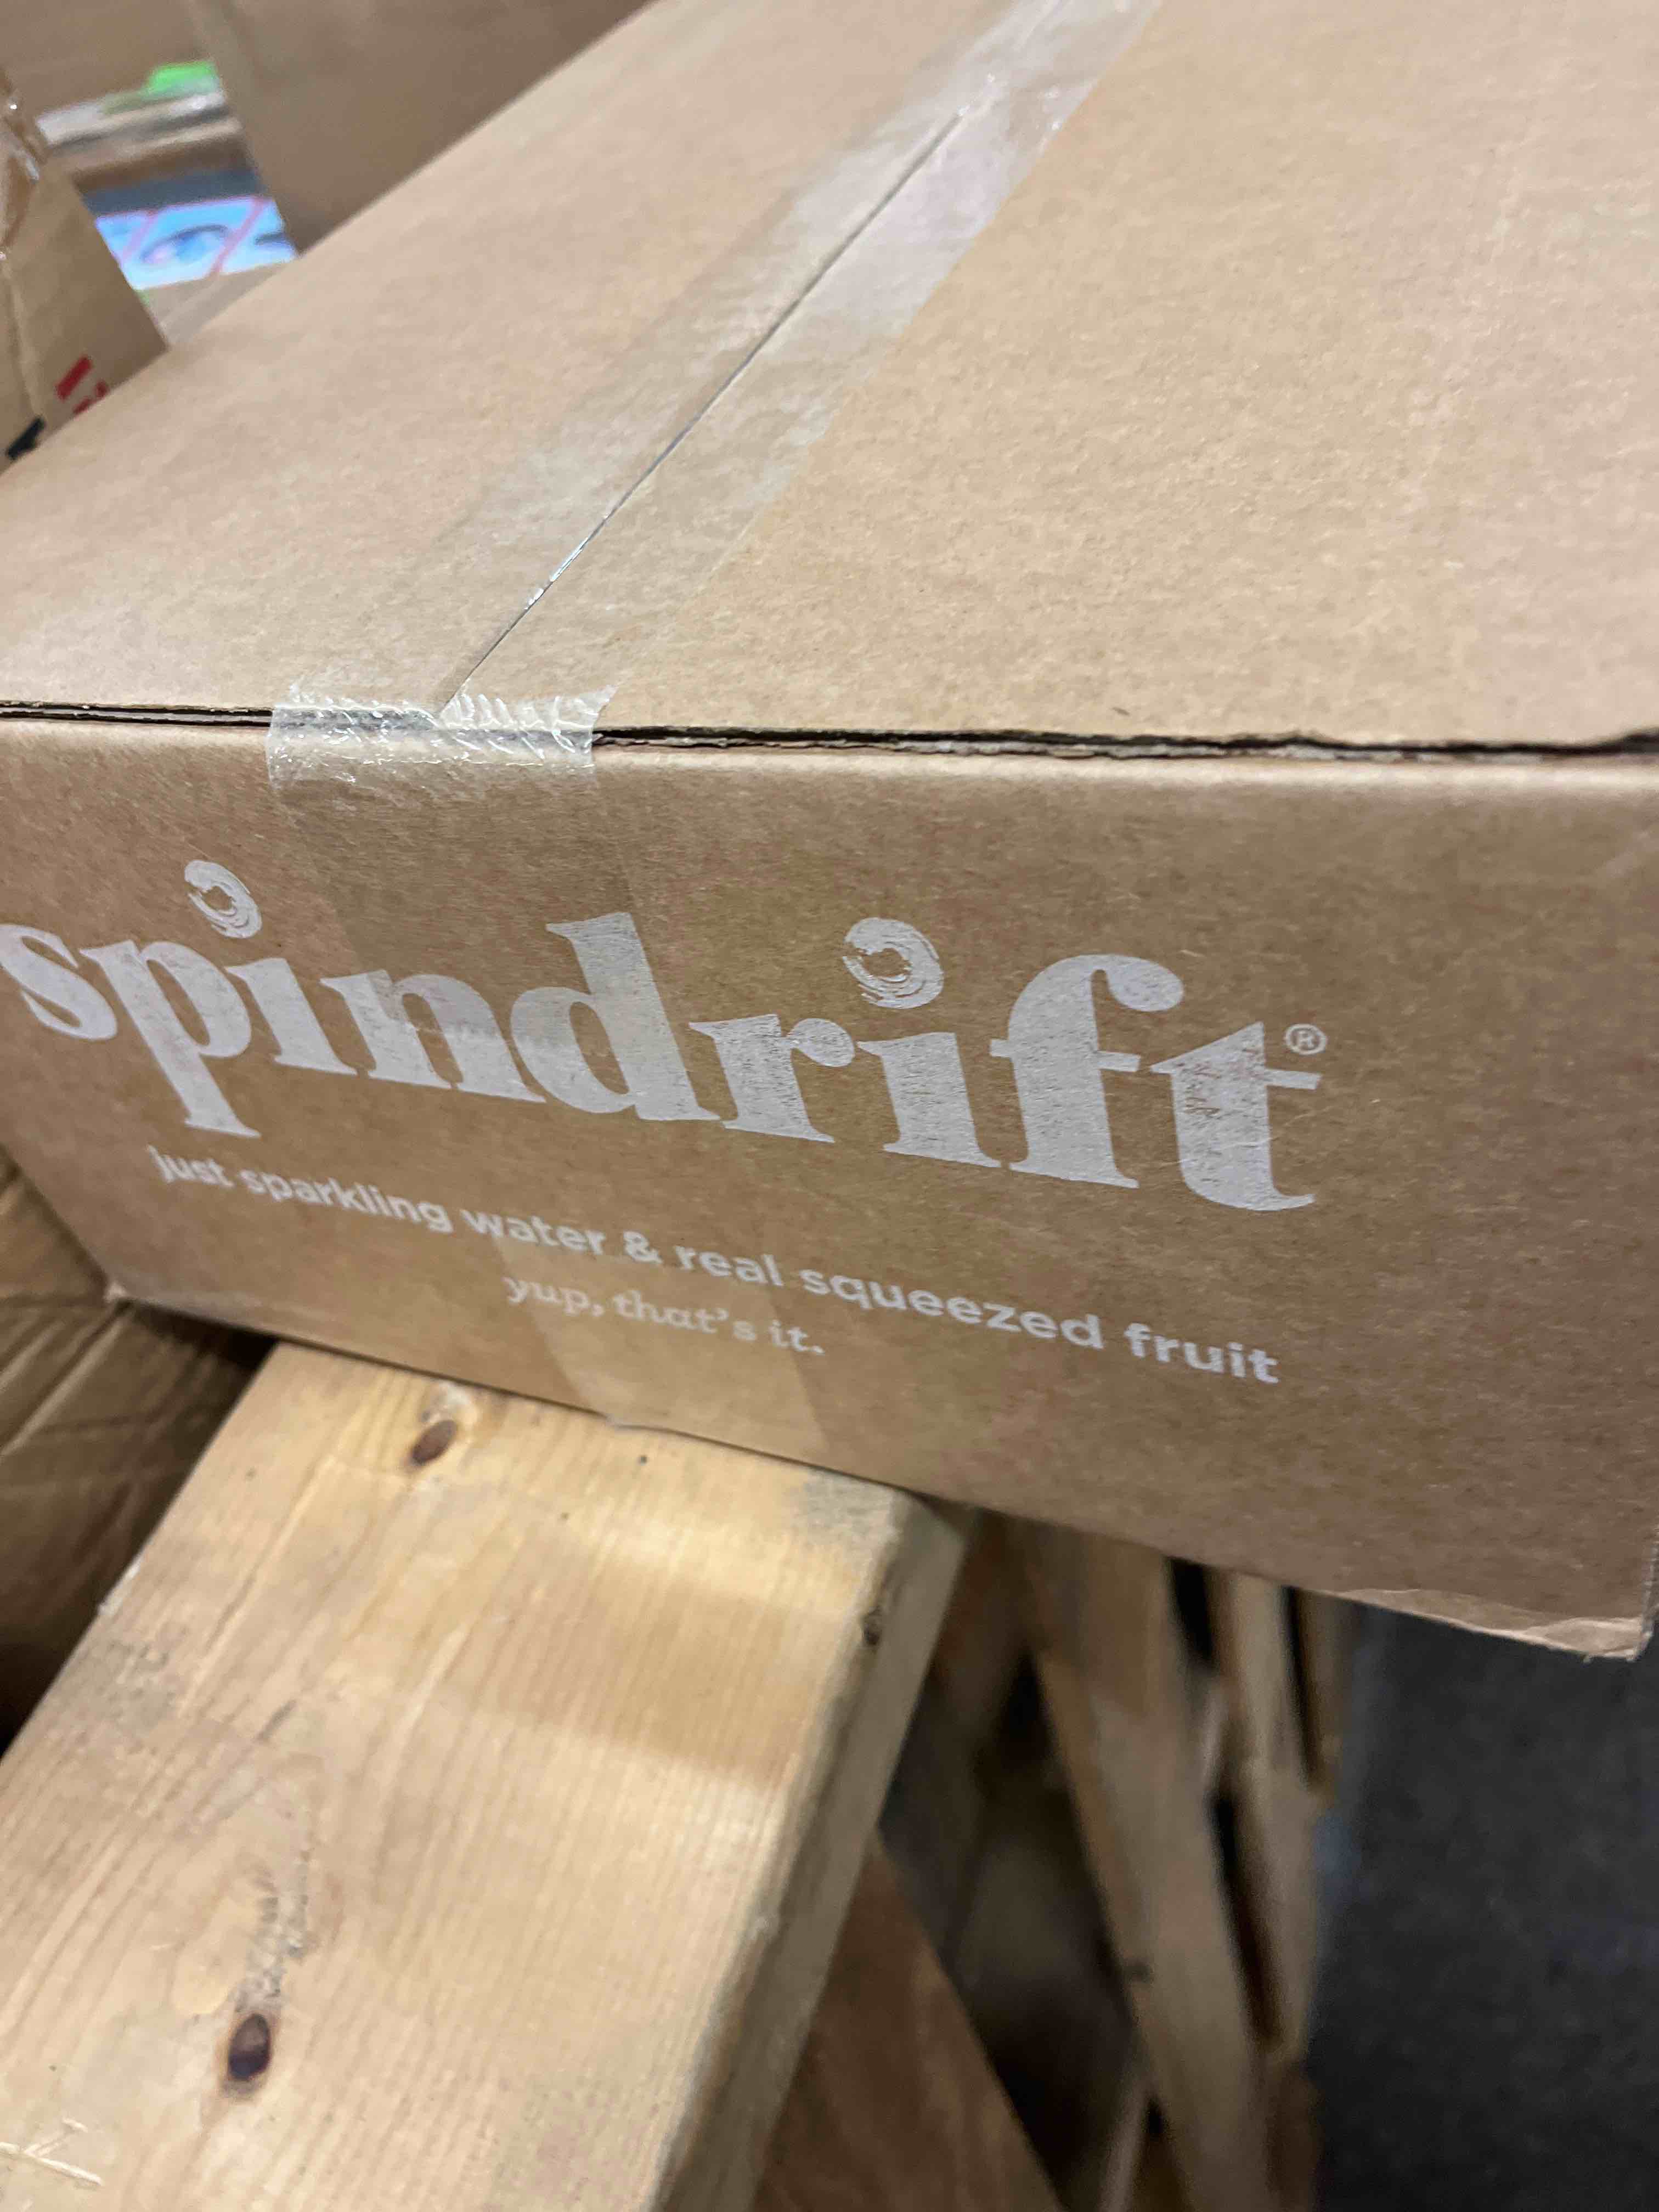 spindrift®
just sparkling water & real squeezed fruit
yup, that's it.